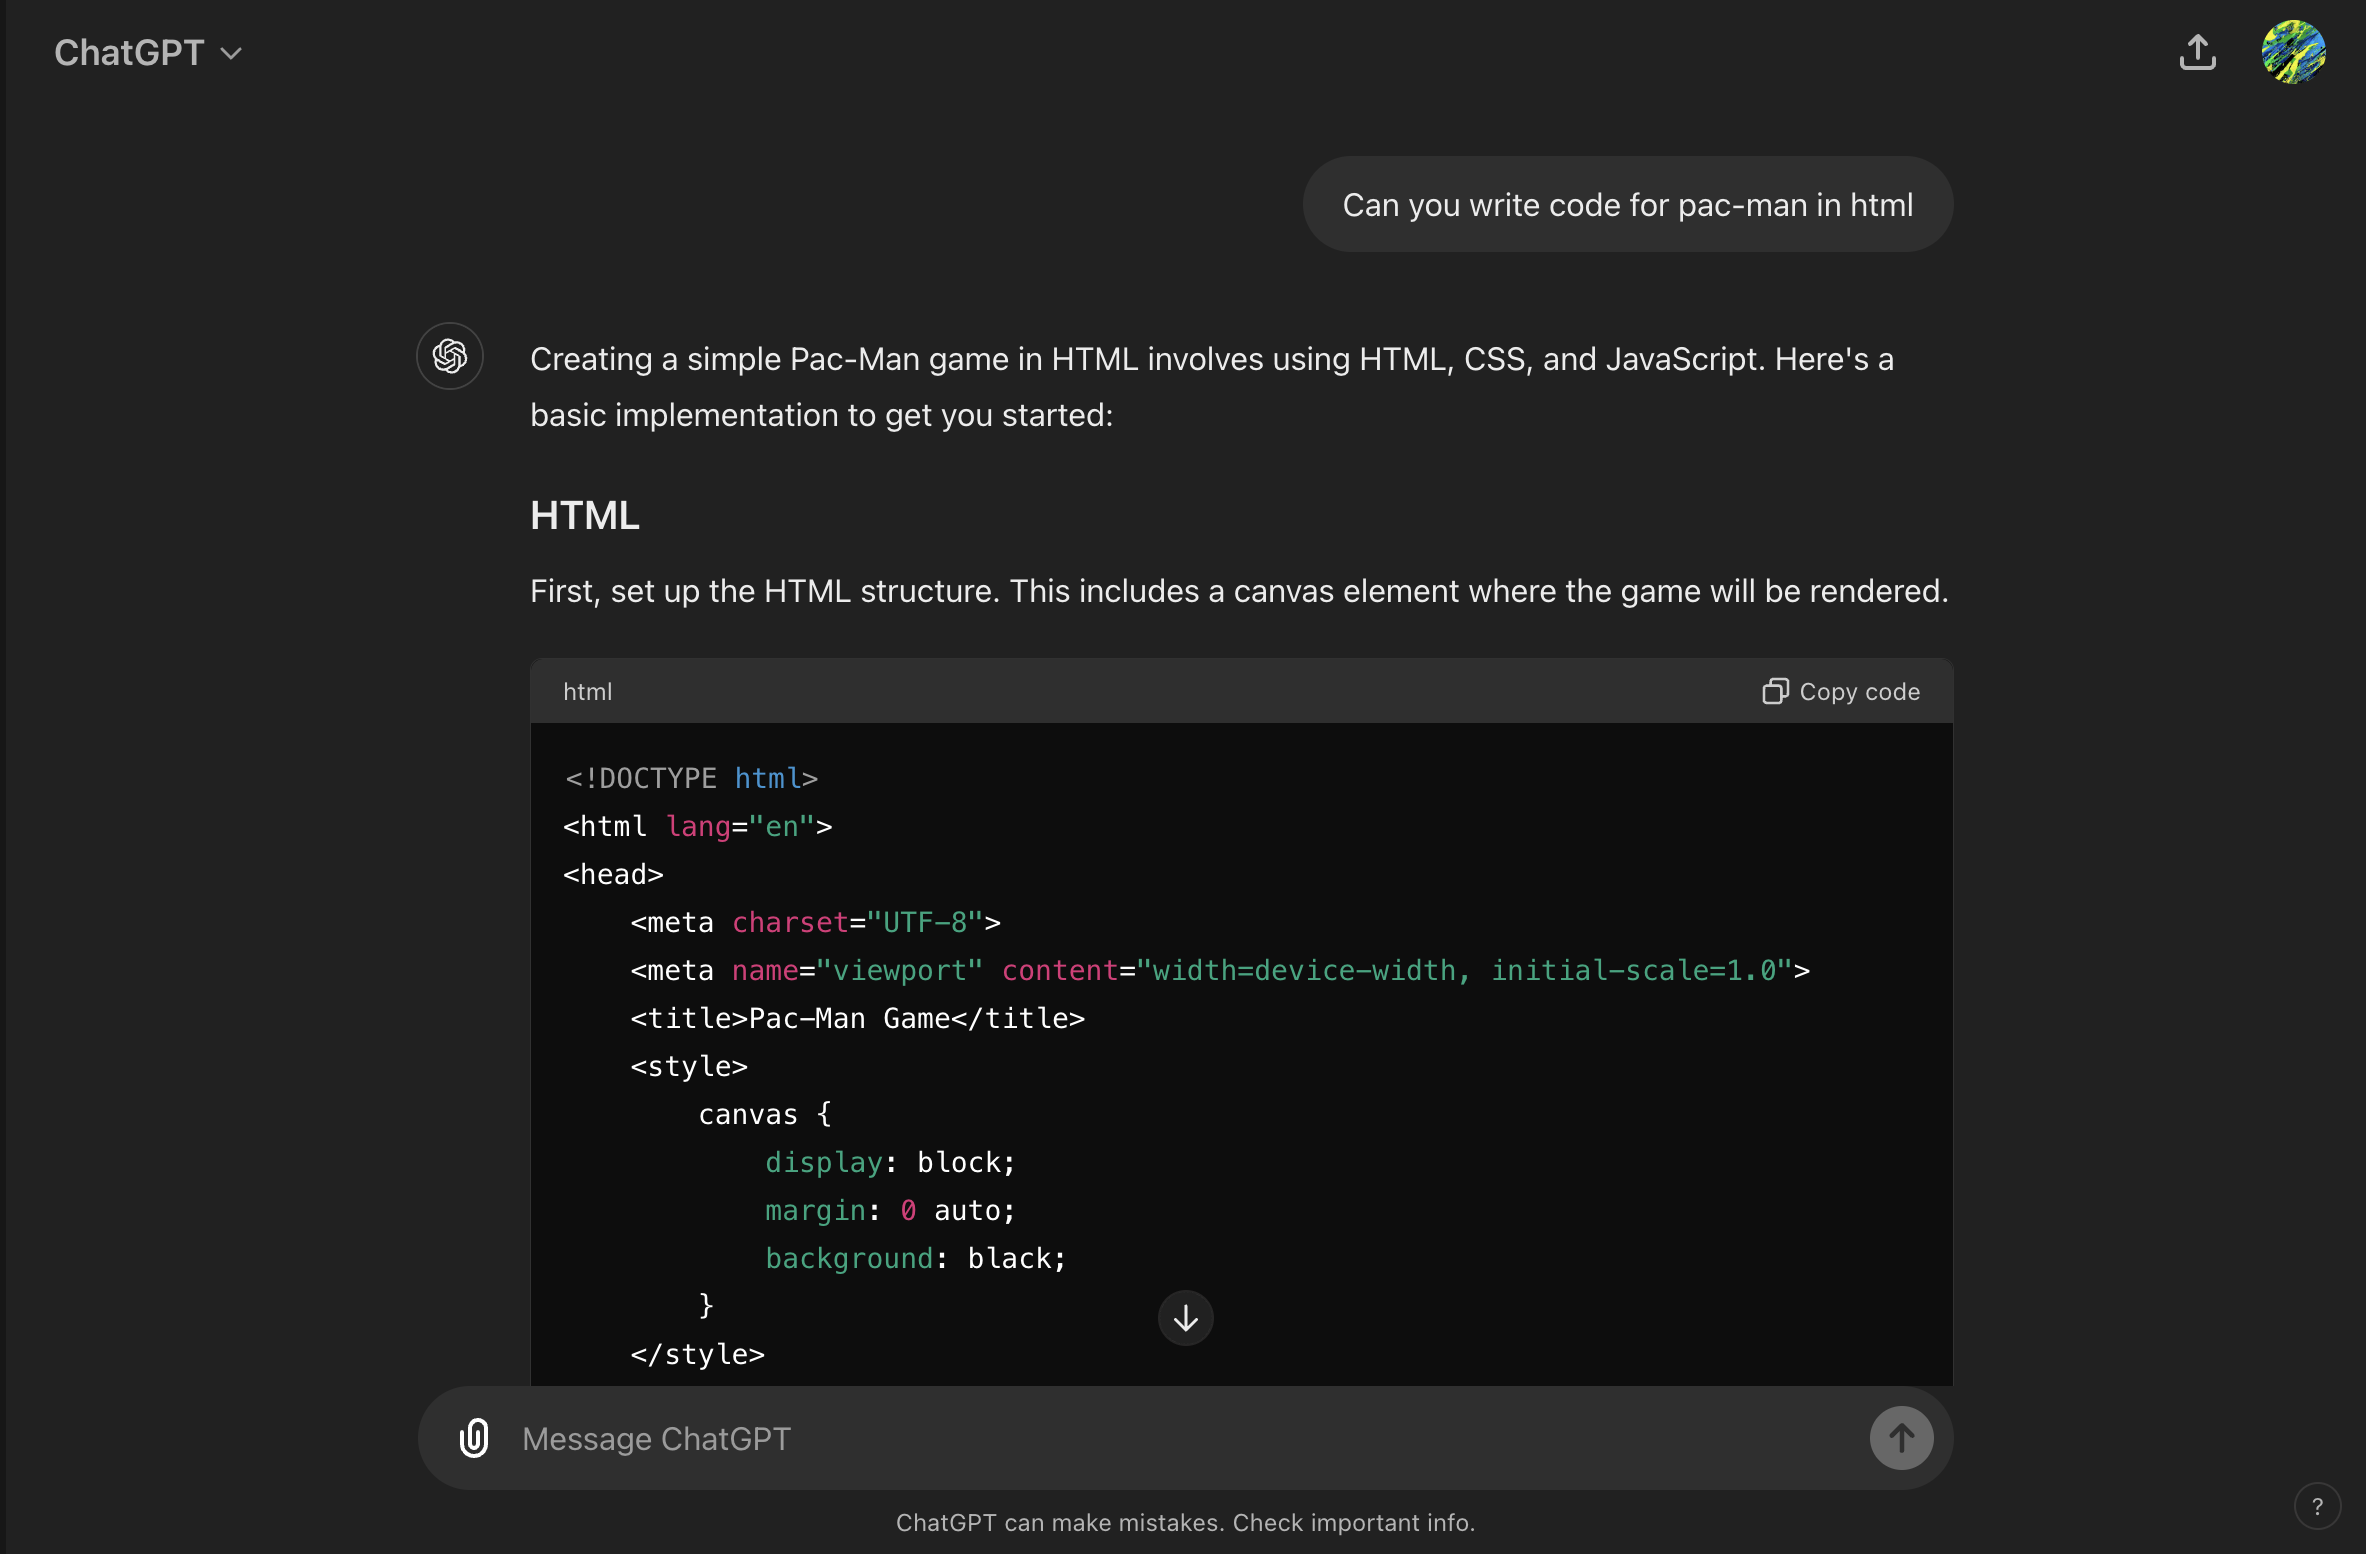 ChatGPT
Can you write code for pac-man in html
Creating a simple Pac-Man game in HTML involves using HTML, CSS, and JavaScript. Here's a
basic implementation to get you started:
HTML
First, set up the HTML structure. This includes a canvas element where the game will be rendered.
html
Copy code
<!DOCTYPE html>
<html lang="en">
<head>
    <meta charset="UTF-8">
    <meta name="viewport" content="width=device-width, initial-scale=1.0">
    <title>Pac-Man Game</title>
    <style>
        canvas {
            display: block;
            margin: 0 auto;
            background: black;
        }
    </style>
Message ChatGPT
ChatGPT can make mistakes. Check important info.
?